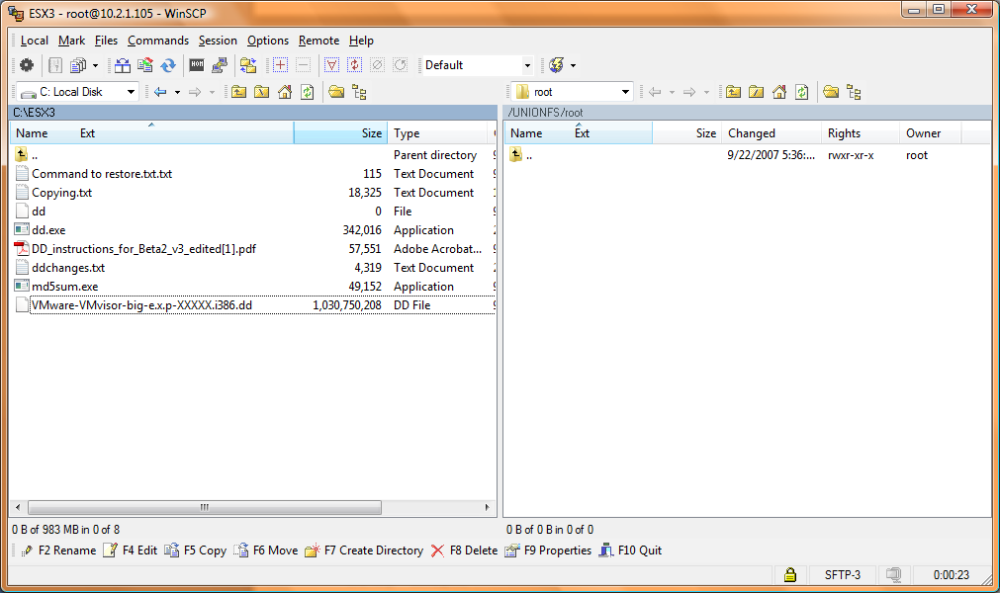 ESX3 - root@10.2.1.105 - WinSCP
Local Mark Files Commands Session Options Remote Help
Default
C: Local Disk root
C:\ESX3 /UNIONFS/root
Name Ext Size Type Name Ext Size Changed Rights Owner
.. Parent directory .. 9/22/2007 5:36:... rwxr-xr-x root
Command to restore.txt.txt 115 Text Document
Copying.txt 18,325 Text Document
dd 0 File
dd.exe 342,016 Application
DD_instructions_for_Beta2_v3_edited[1].pdf 57,551 Adobe Acrobat...
ddchanges.txt 4,319 Text Document
md5sum.exe 49,152 Application
VMware-VMvisor-big-e.x.p-XXXXX.i386.dd 1,030,750,208 DD File
0 B of 983 MB in 0 of 8 0 B of 0 B in 0 of 0
F2 Rename F4 Edit F5 Copy F6 Move F7 Create Directory F8 Delete F9 Properties F10 Quit
SFTP-3 0:00:23